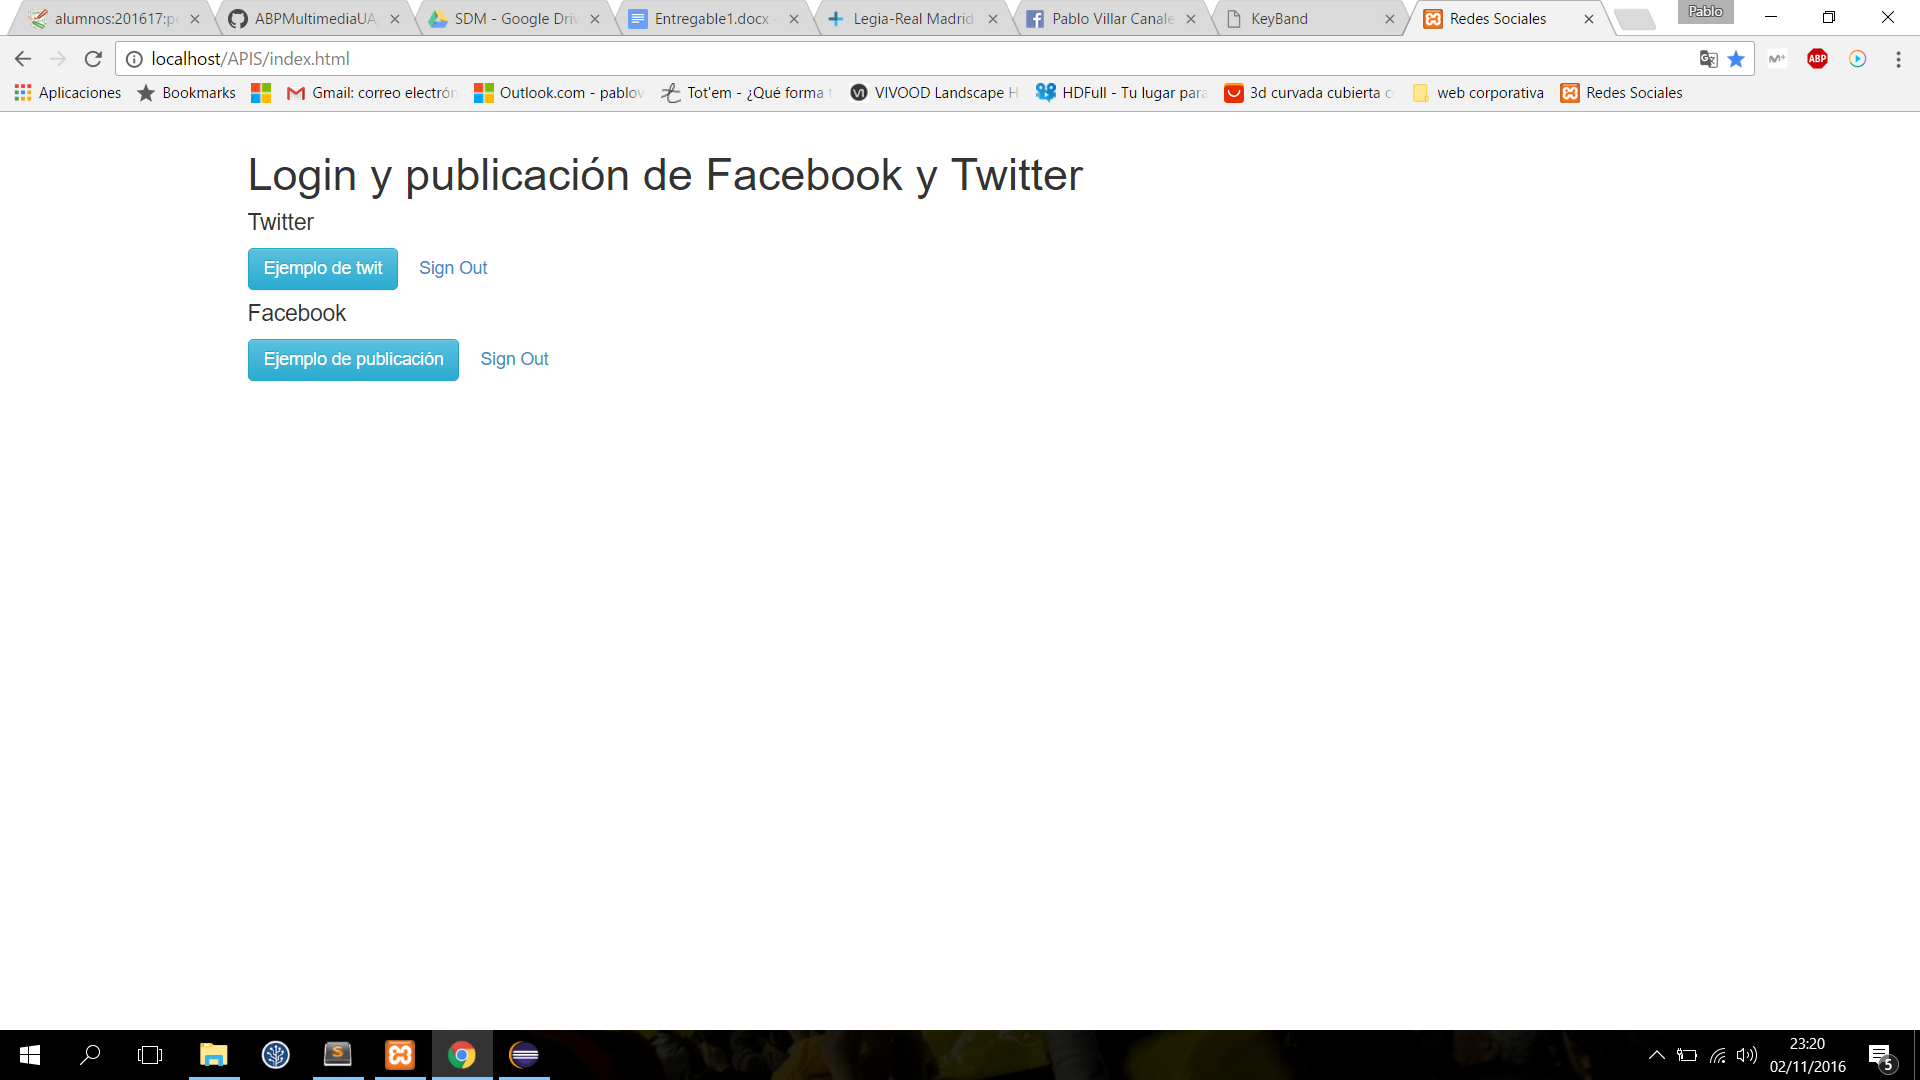 alumnos:201617:pe
ABPMultimediaUA
SDM - Google Driv
Entregable1.docx -
Legia-Real Madrid
Pablo Villar Canale
KeyBand
Redes Sociales
Pablo
localhost/APIS/index.html
ABP
Aplicaciones
Bookmarks
Gmail: correo electrón
Outlook.com - pablov
Tot'em - ¿Qué forma t
VIVOOD Landscape H
HDFull - Tu lugar para
3d curvada cubierta c
web corporativa
Redes Sociales
Login y publicación de Facebook y Twitter
Twitter
Ejemplo de twit
Sign Out
Facebook
Ejemplo de publicación
Sign Out
23:20
02/11/2016
5